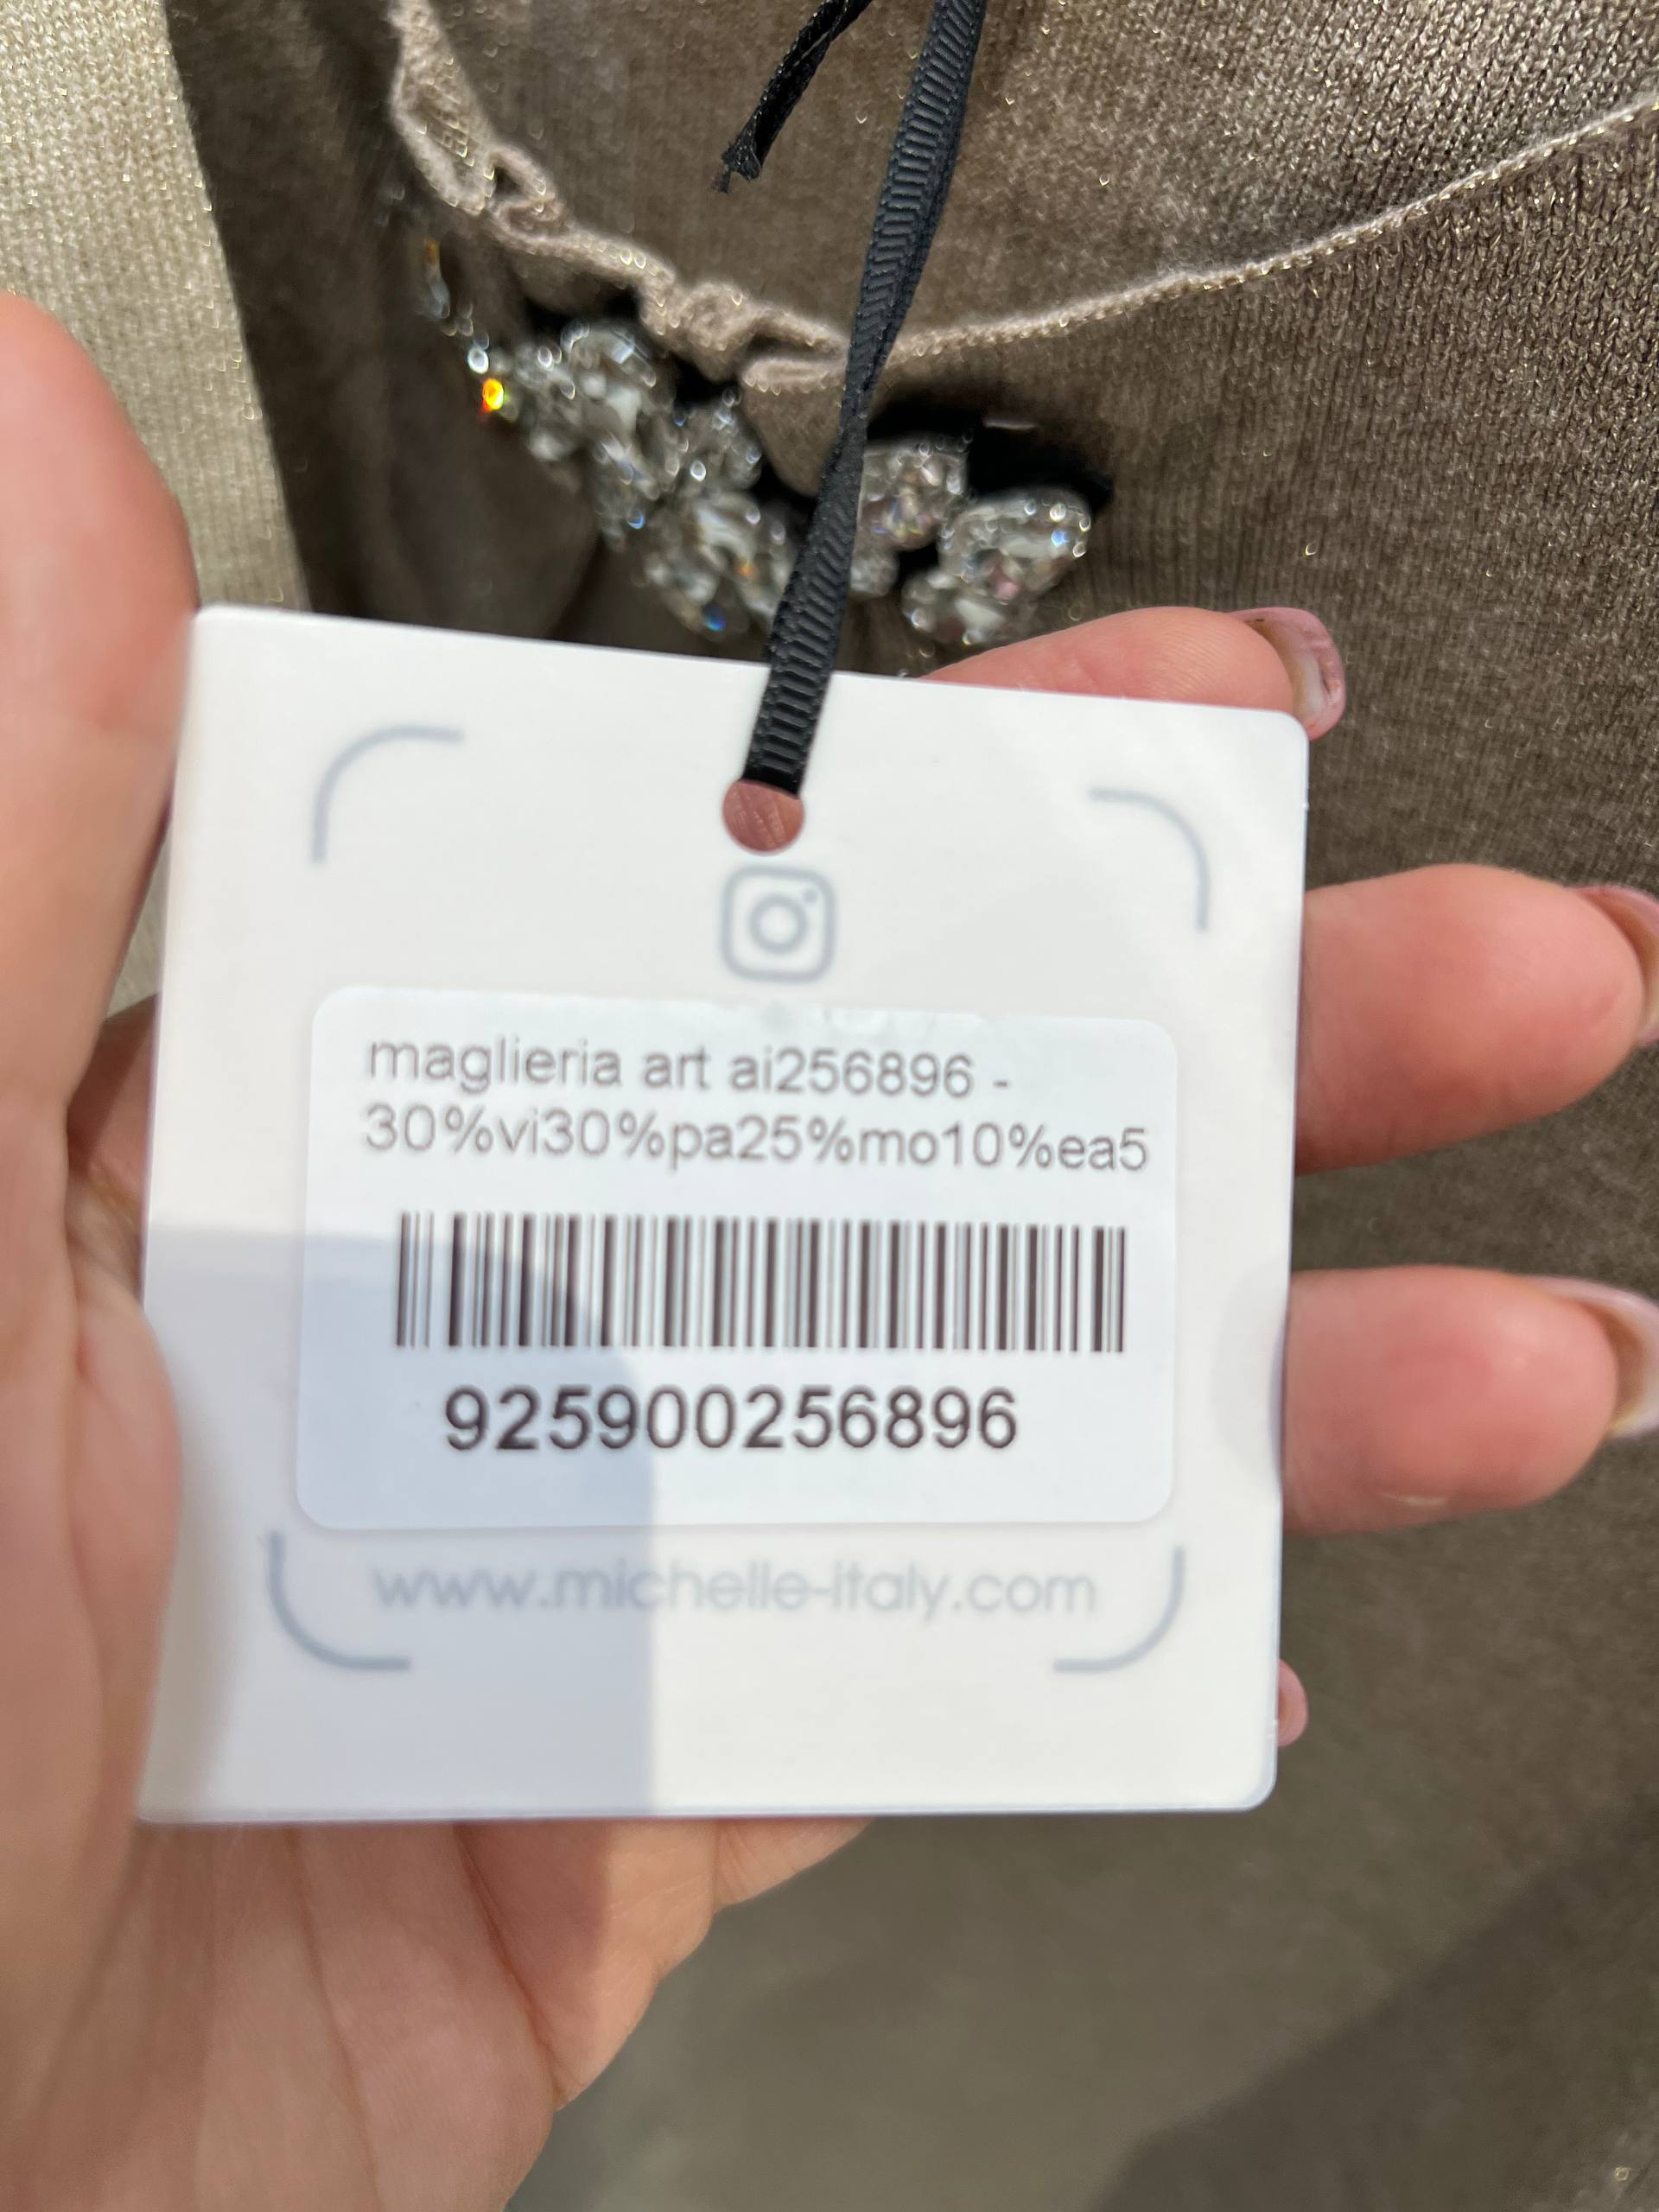 maglieria art ai256896 -
30%vi30%pa25%mo10%ea5
925900256896
www.michelle-italy.com